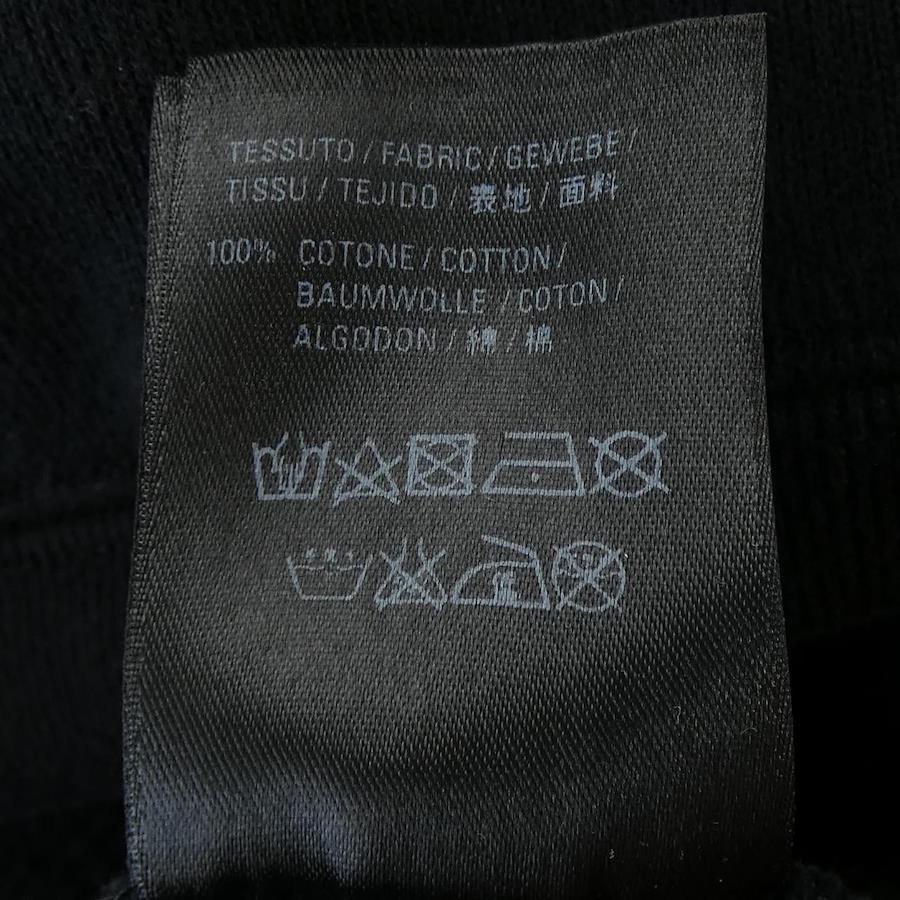 TESSUTO / FABRIC / GEWEBE /
TISSU / TEJIDO / 表地 / 面料
100% COTONE / COTTON /
BAUMWOLLE / COTON /
ALGODON / 綿 / 棉